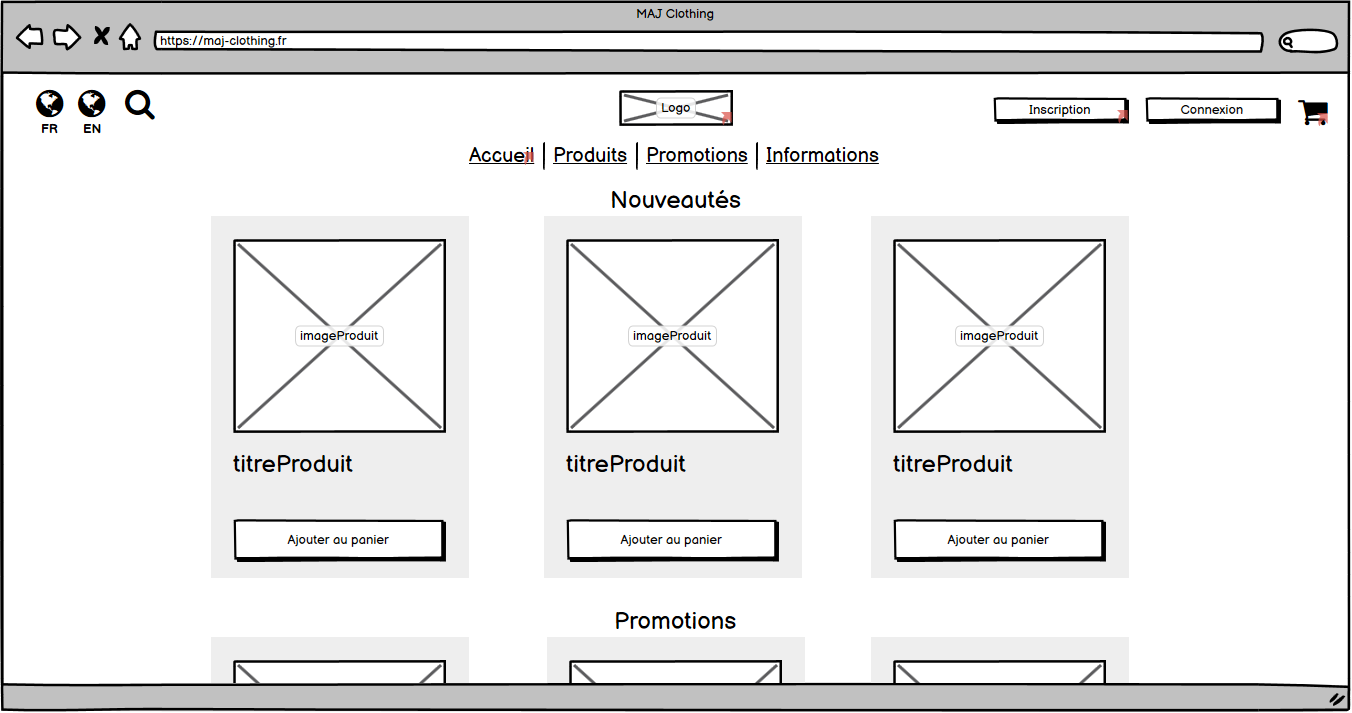 MAJ Clothing
https://maj-clothing.fr
FR EN
Logo
Inscription
Connexion
Accueil Produits Promotions Informations
Nouveautés
imageProduit imageProduit imageProduit
titreProduit titreProduit titreProduit
Ajouter au panier Ajouter au panier Ajouter au panier
Promotions